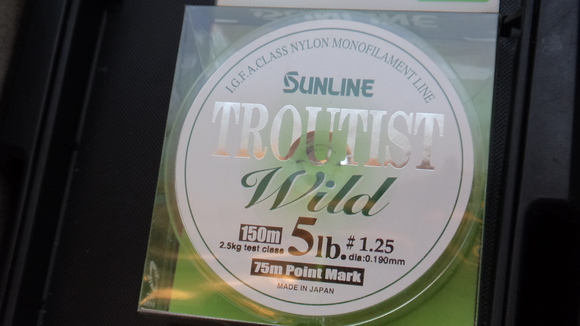 I.G.F.A.CLASS NYLON MONOFILAMENT LINE
SUNLINE
TROUTIST
Wild
150m 5lb. # 1.25
2.5kg test class dia:0.190mm
75m Point Mark
MADE IN JAPAN